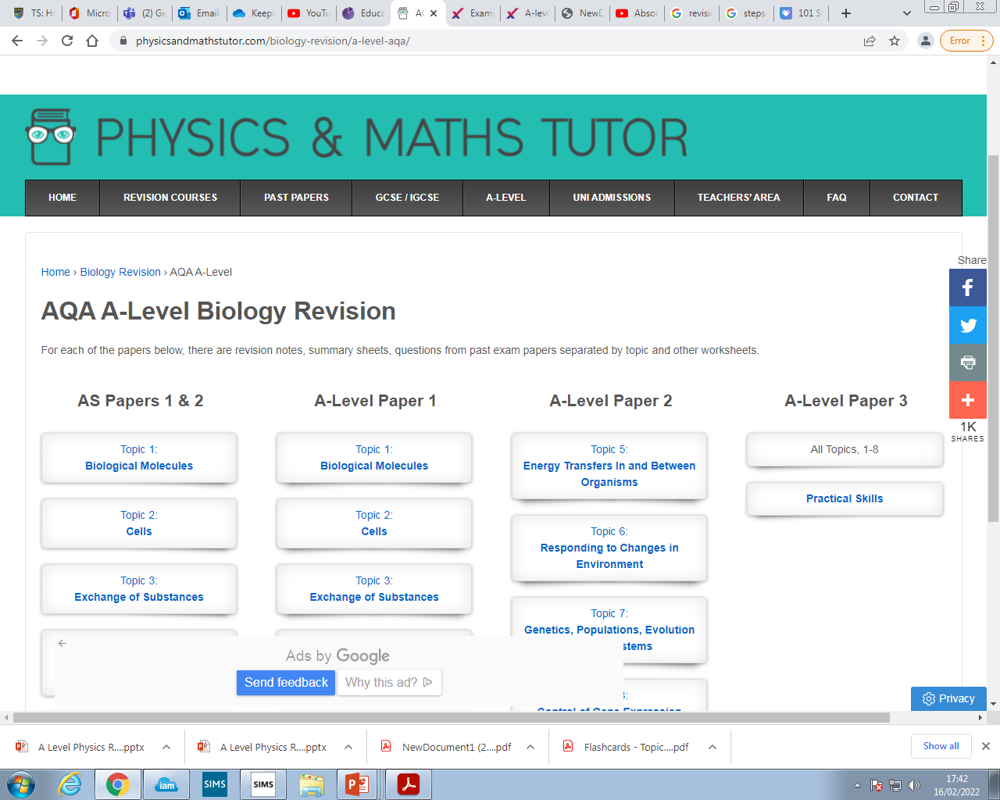 TS: Ho
Micro
(2) Ge
Email
Keepi
YouTu
Educa
AC
Exam
A-leve
NewD
Absor
revisio
steps
101 S
physicsandmathstutor.com/biology-revision/a-level-aqa/
Error
PHYSICS & MATHS TUTOR
HOME
REVISION COURSES
PAST PAPERS
GCSE / IGCSE
A-LEVEL
UNI ADMISSIONS
TEACHERS' AREA
FAQ
CONTACT
Home › Biology Revision › AQA A-Level
AQA A-Level Biology Revision
For each of the papers below, there are revision notes, summary sheets, questions from past exam papers separated by topic and other worksheets.
Share
1K
SHARES
AS Papers 1 & 2
Topic 1:
Biological Molecules
Topic 2:
Cells
Topic 3:
Exchange of Substances
A-Level Paper 1
Topic 1:
Biological Molecules
Topic 2:
Cells
Topic 3:
Exchange of Substances
A-Level Paper 2
Topic 5:
Energy Transfers In and Between
Organisms
Topic 6:
Responding to Changes in
Environment
Topic 7:
Genetics, Populations, Evolution
stems
Control of Gene Expression
A-Level Paper 3
All Topics, 1-8
Practical Skills
Ads by Google
Send feedback
Why this ad?
Privacy
A Level Physics R....pptx
A Level Physics R....pptx
NewDocument1 (2....pdf
Flashcards - Topic....pdf
Show all
iam
SIMS
SIMS
17:42
16/02/2022